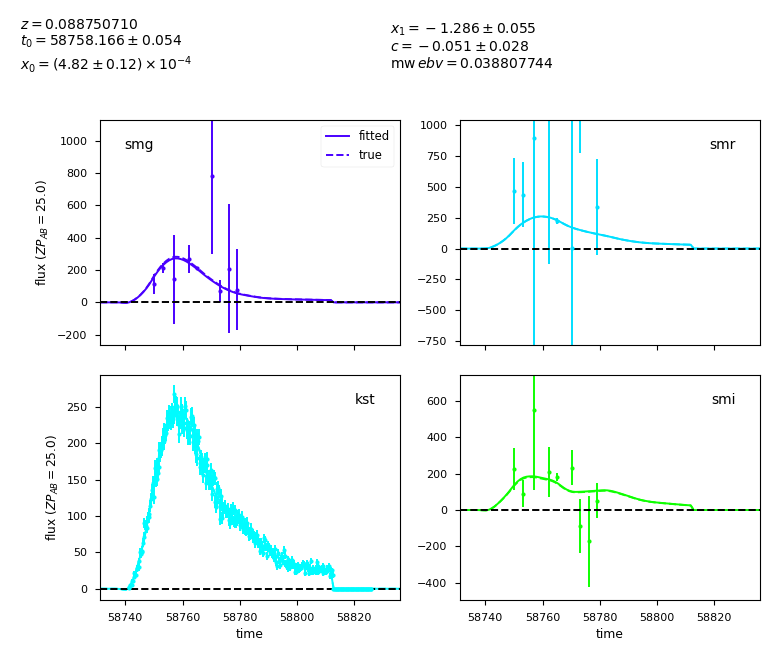 z = 0.088750710
t₀ = 58758.166 ± 0.054
x₀ = (4.82 ± 0.12) × 10⁻⁴
x₁ = −1.286 ± 0.055
c = −0.051 ± 0.028
mw ebv = 0.038807744
smg
fitted
true
1000
800
600
400
200
0
−200
flux (ZP_AB = 25.0)
smr
1000
750
500
250
0
−250
−500
−750
kst
250
200
150
100
50
0
flux (ZP_AB = 25.0)
58740 58760 58780 58800 58820
time
smi
600
400
200
0
−200
−400
58740 58760 58780 58800 58820
time